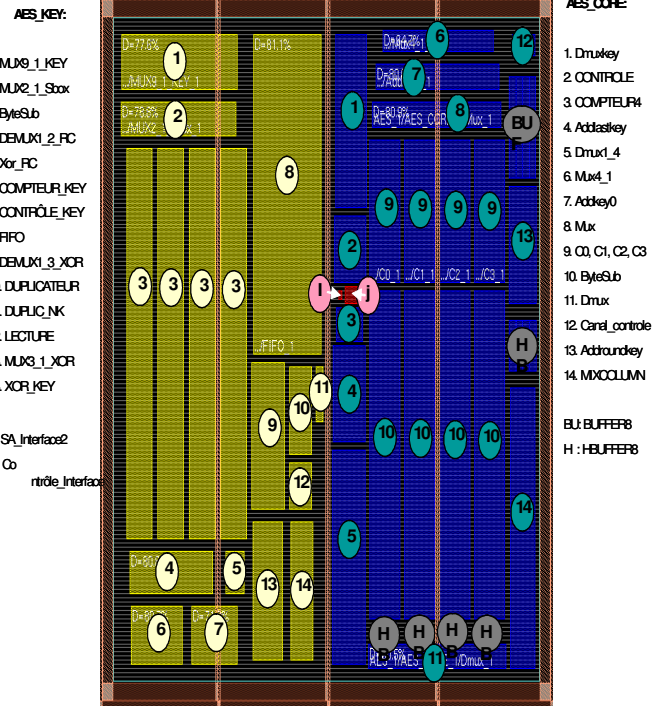 AES_KEY:
MUX9_1_KEY
MUX2_1_Sbox
ByteSub
DEMUX1_2_RC
Xor_RC
COMPTEUR_KEY
CONTRÔLE_KEY
FIFO
DEMUX1_3_XOR
. DUPLICATEUR
. DUPLIC_NK
. LECTURE
. MUX3_1_XOR
. XOR_KEY
SA_Interface2
Co
ntrôle_Interface
D=77.6%
1
../MUX9_1_KEY_1
2
D=81.1%
8
../FIFO_1
3
3
3
3
I
j
11
10
9
12
4
5
13
14
6
7
6
12
7
1
8
BU
F
9
9
9
9
13
2
/C0_1
../C1_1
../C2_1
../C3_1
3
H
B
4
10
10
10
10
14
5
H
B
H
B
H
B
H
B
11
AES_CORE:
1. Dmuxkey
2. CONTROLE
3. COMPTEUR4
4. Addlastkey
5. Dmux1_4
6. Mux4_1
7. Addkey0
8. Mux
9. C0, C1, C2, C3
10. ByteSub
11. Dmux
12. Canal_controle
13. Addroundkey
14. MIXCOLUMN
BU: BUFFER8
H : HBUFFER8